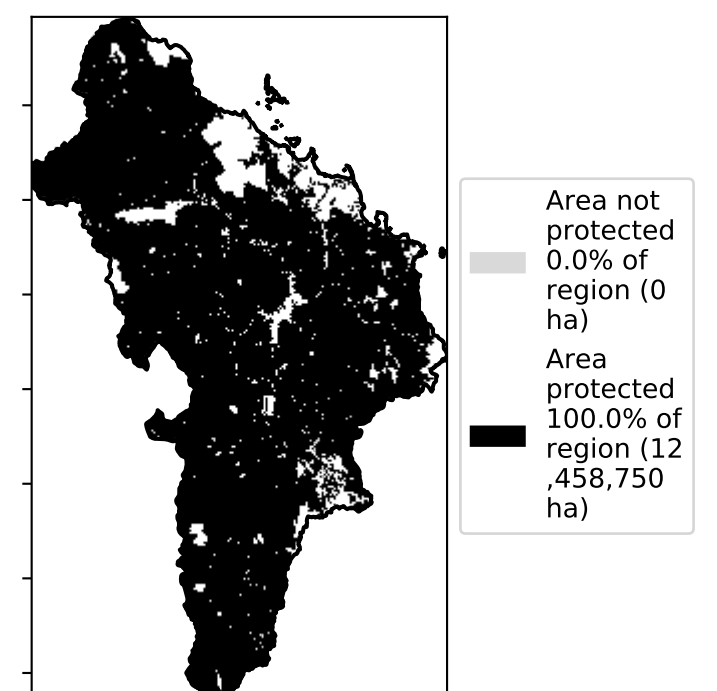 Area not
protected
0.0% of
region (0
ha)
Area
protected
100.0% of
region (12
,458,750
ha)